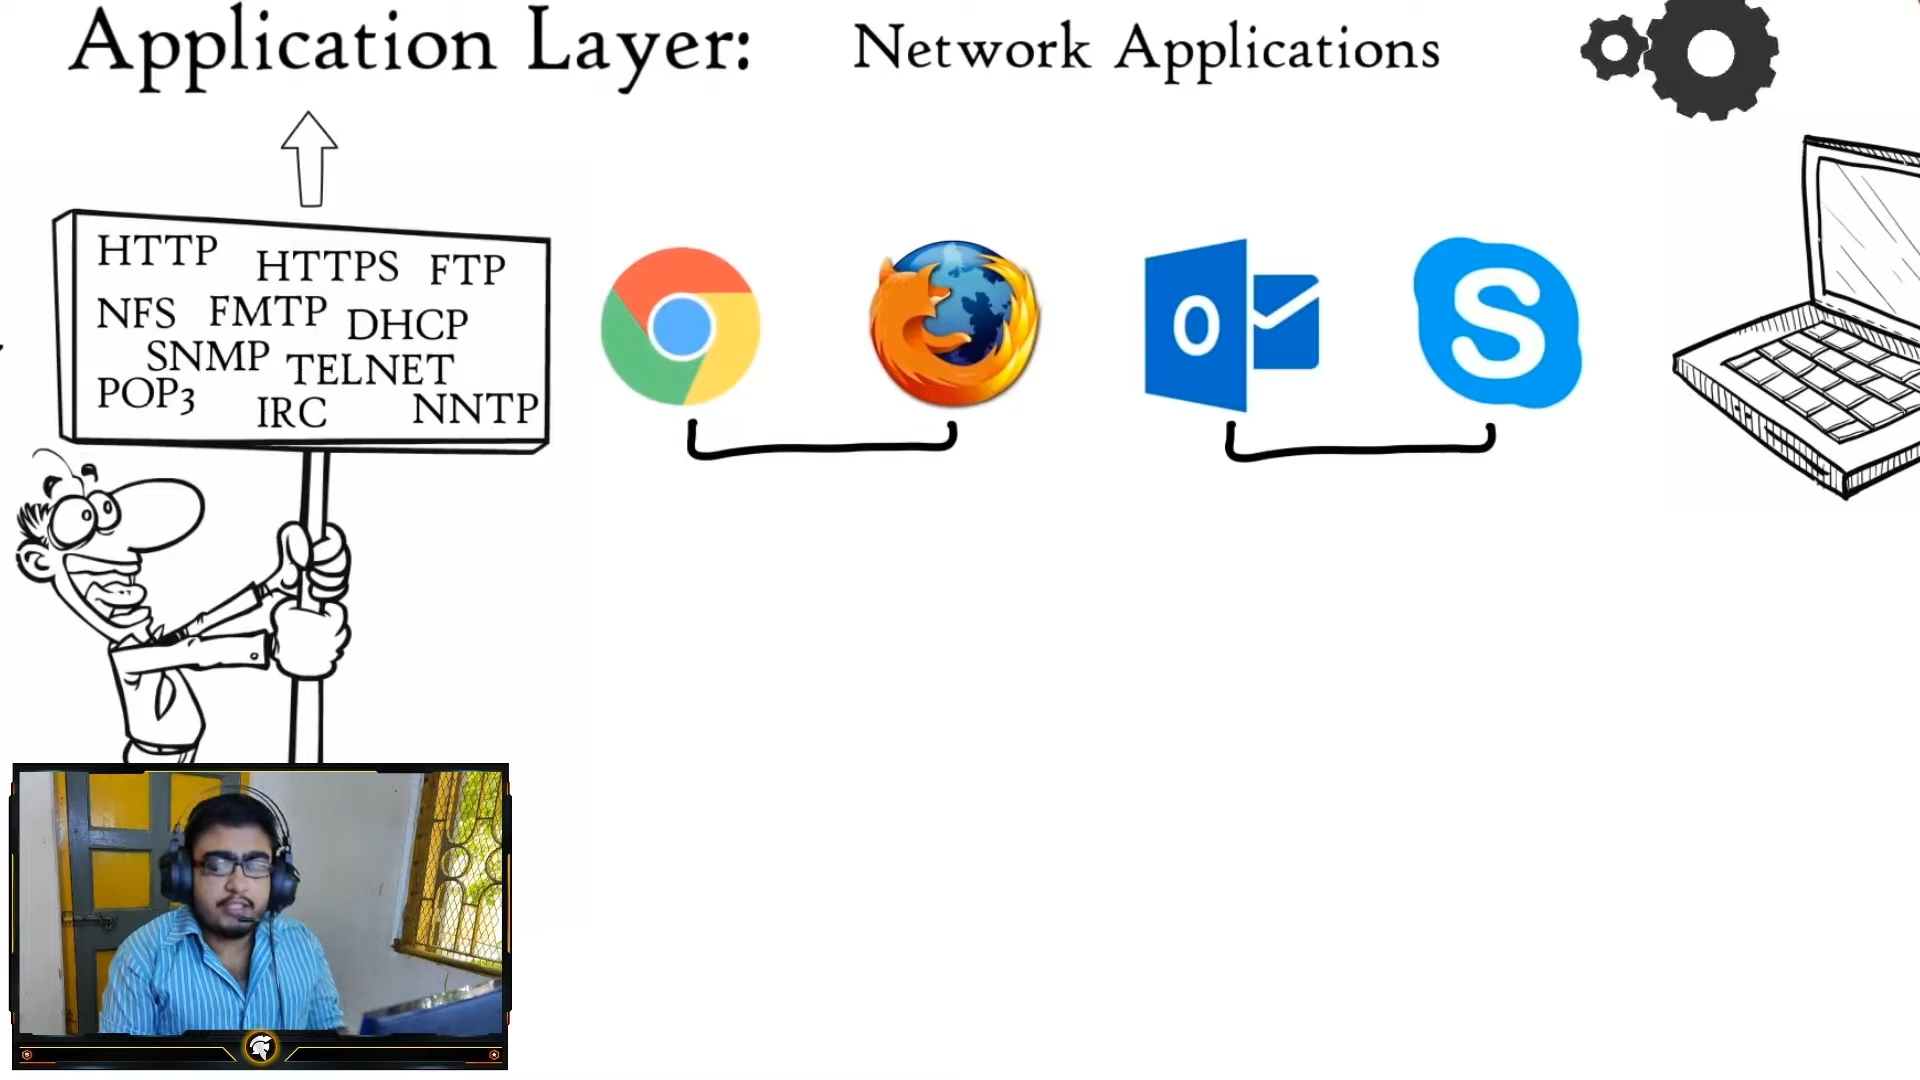 Application Layer: Network Applications
HTTP HTTPS FTP
NFS FMTP DHCP
SNMP TELNET
POP3 IRC NNTP
O
S